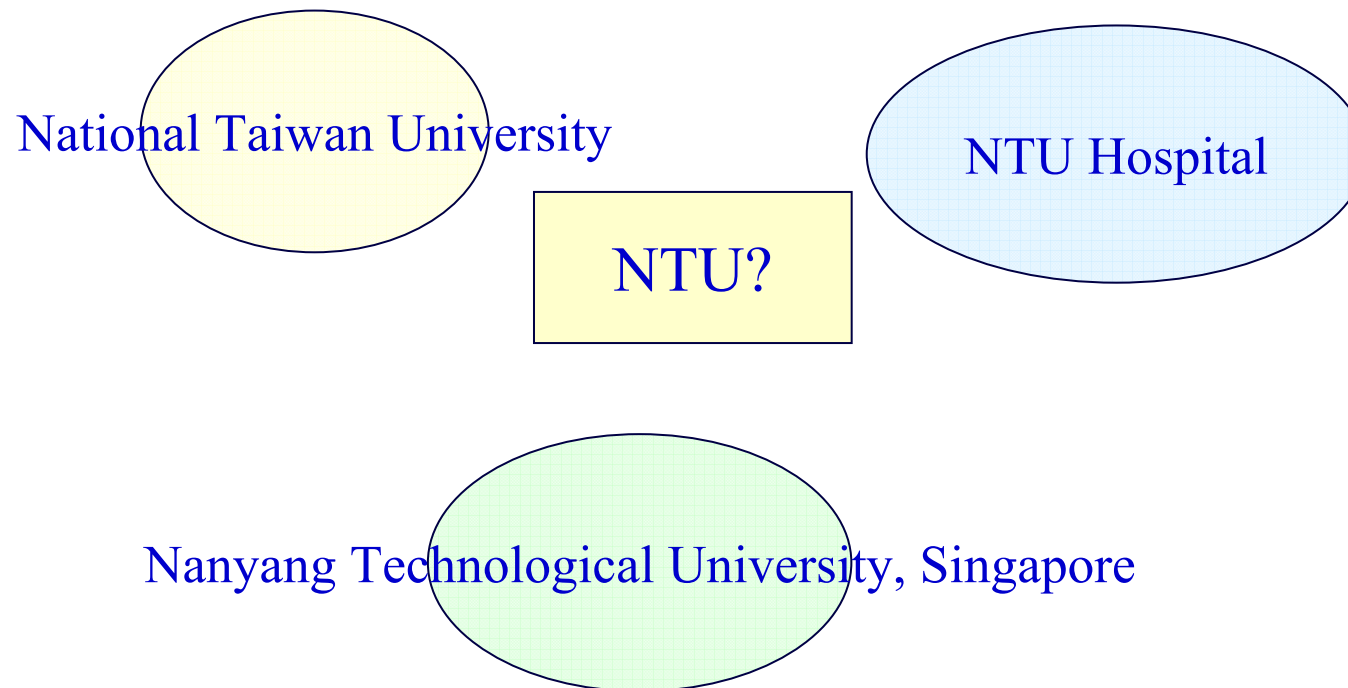 National Taiwan University
NTU Hospital
NTU?
Nanyang Technological University, Singapore